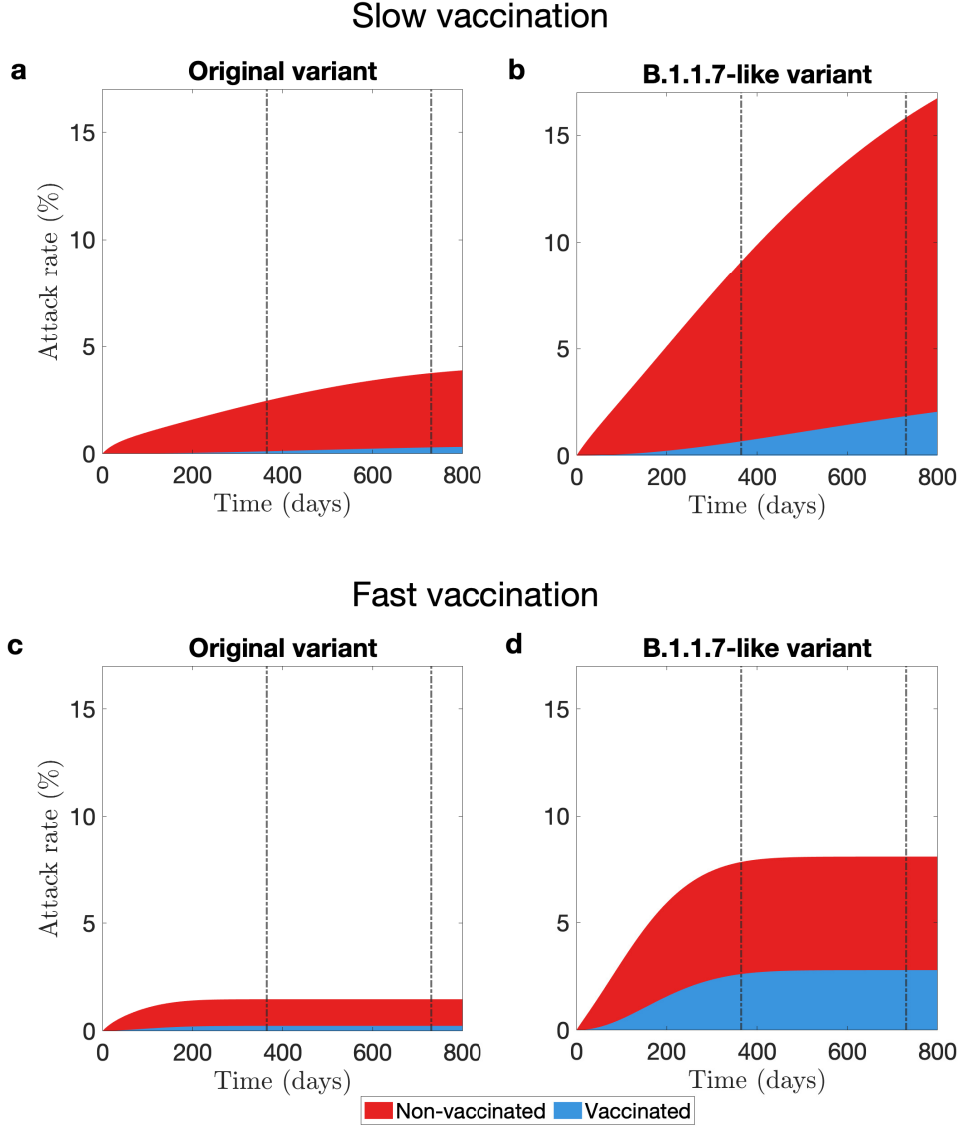 Slow vaccination
a
Original variant
15
10
5
0
Attack rate (%)
0 200 400 600 800
Time (days)
b
B.1.1.7-like variant
15
10
5
0
0 200 400 600 800
Time (days)
Fast vaccination
c
Original variant
15
10
5
0
Attack rate (%)
0 200 400 600 800
Time (days)
d
B.1.1.7-like variant
15
10
5
0
0 200 400 600 800
Time (days)
Non-vaccinated Vaccinated